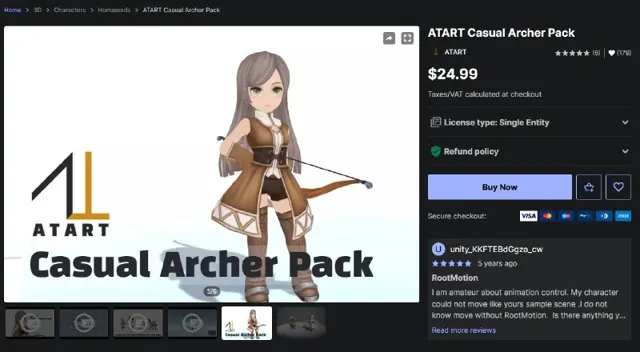 Home > 3D > Characters > Humanoids > ATART Casual Archer Pack
ATART
Casual Archer Pack
5/6
Casual Archer Pack
ATART Casual Archer Pack
ATART
(6) | (179)
$24.99
Taxes/VAT calculated at checkout
License type: Single Entity
Refund policy
Buy Now
Secure checkout:
VISA
U unity_KKFTEBdGgza_cw
5 years ago
RootMotion
I am amateur about animation control. My character
could not move like yours sample scene .I do not
know move without RootMotion. Is there anything y...
Read more reviews